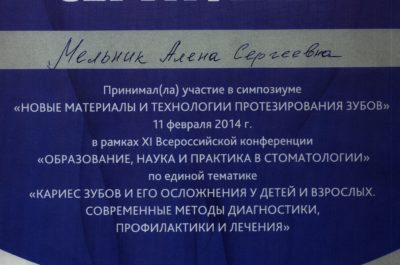 Мельник Алена Сергеевна
Принимал(ла) участие в симпозиуме
«НОВЫЕ МАТЕРИАЛЫ И ТЕХНОЛОГИИ ПРОТЕЗИРОВАНИЯ ЗУБОВ»
11 февраля 2014 г.
в рамках XI Всероссийской конференции
«ОБРАЗОВАНИЕ, НАУКА И ПРАКТИКА В СТОМАТОЛОГИИ»
по единой тематике
«КАРИЕС ЗУБОВ И ЕГО ОСЛОЖНЕНИЯ У ДЕТЕЙ И ВЗРОСЛЫХ.
СОВРЕМЕННЫЕ МЕТОДЫ ДИАГНОСТИКИ,
ПРОФИЛАКТИКИ И ЛЕЧЕНИЯ»